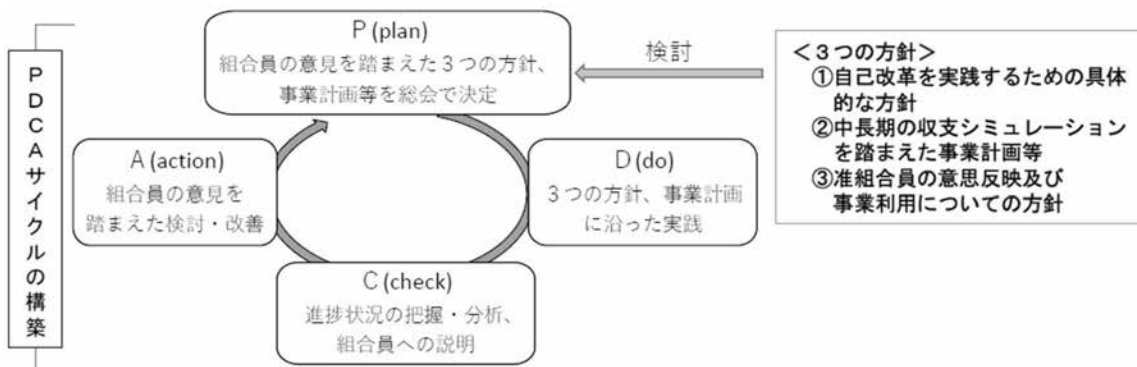 PDCAサイクルの構築
P (plan)
組合員の意見を踏まえた3つの方針、
事業計画等を総会で決定
検討
<3つの方針>
①自己改革を実践するための具体
的な方針
②中長期の収支シミュレーション
を踏まえた事業計画等
③准組合員の意思反映及び
事業利用についての方針
A (action)
組合員の意見を
踏まえた検討・改善
D (do)
3つの方針、事業計画
に沿った実践
C (check)
進捗状況の把握・分析、
組合員への説明